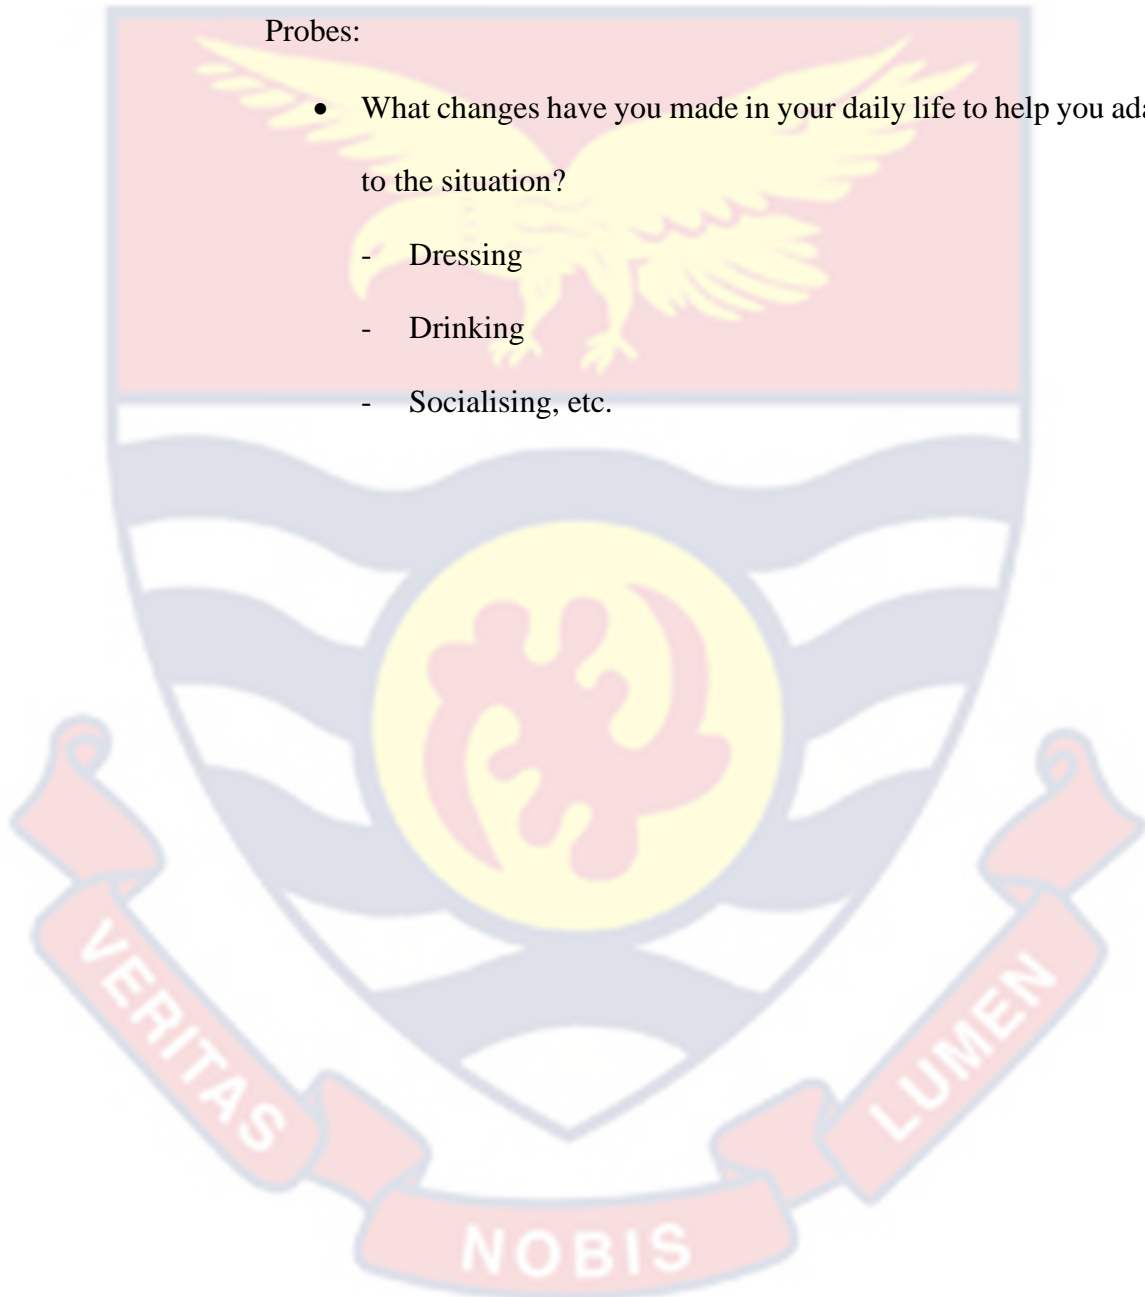 Probes:
• What changes have you made in your daily life to help you
to the situation?
- Dressing
- Drinking
- Socialising, etc.
VERITAS
NOBIS
LUMEN